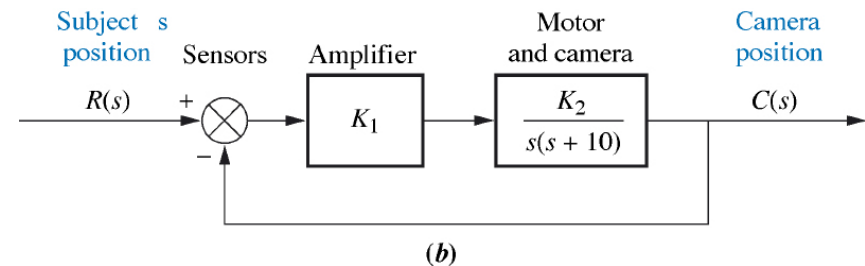 Subject s
position
Sensors
Amplifier
Motor
and camera
Camera
position
R(s)
+
−
K₁
K₂
s(s + 10)
C(s)
(b)